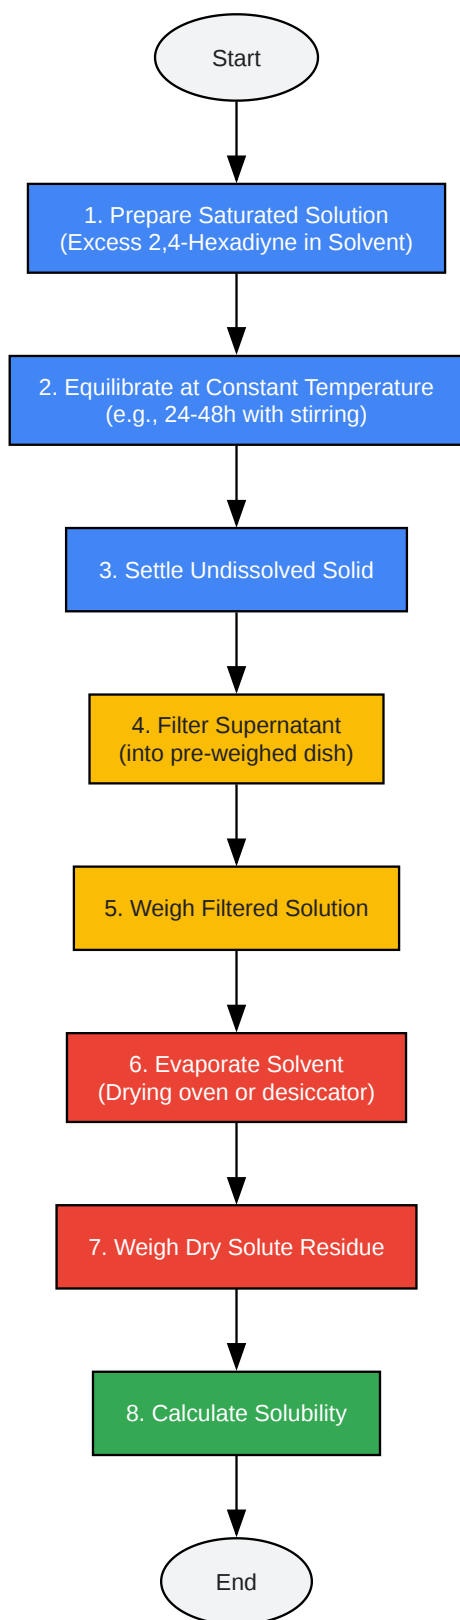 Start
1. Prepare Saturated Solution
(Excess 2,4-Hexadiyne in Solvent)
2. Equilibrate at Constant Temperature
(e.g., 24-48h with stirring)
3. Settle Undissolved Solid
4. Filter Supernatant
(into pre-weighed dish)
5. Weigh Filtered Solution
6. Evaporate Solvent
(Drying oven or desiccator)
7. Weigh Dry Solute Residue
8. Calculate Solubility
End